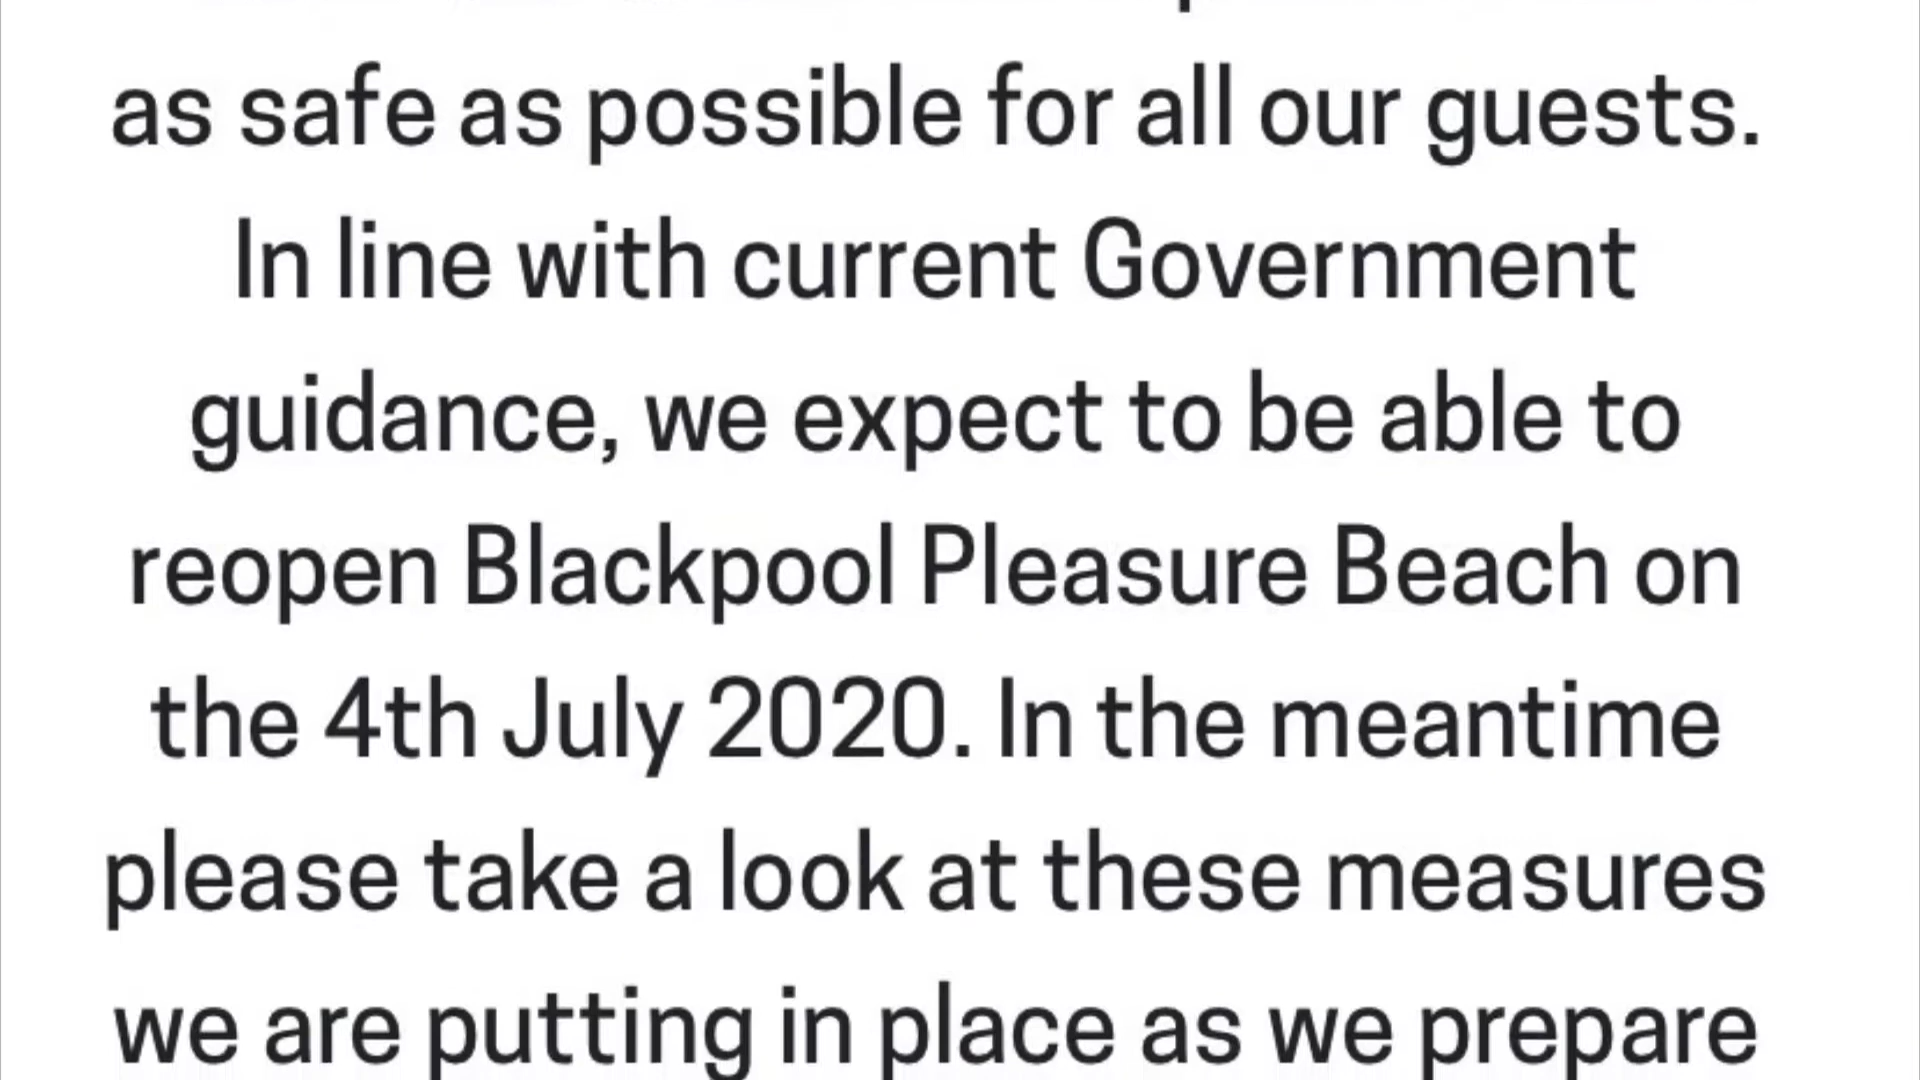 as safe as possible for all our guests.
In line with current Government
guidance, we expect to be able to
reopen Blackpool Pleasure Beach on
the 4th July 2020. In the meantime
please take a look at these measures
we are putting in place as we prepare